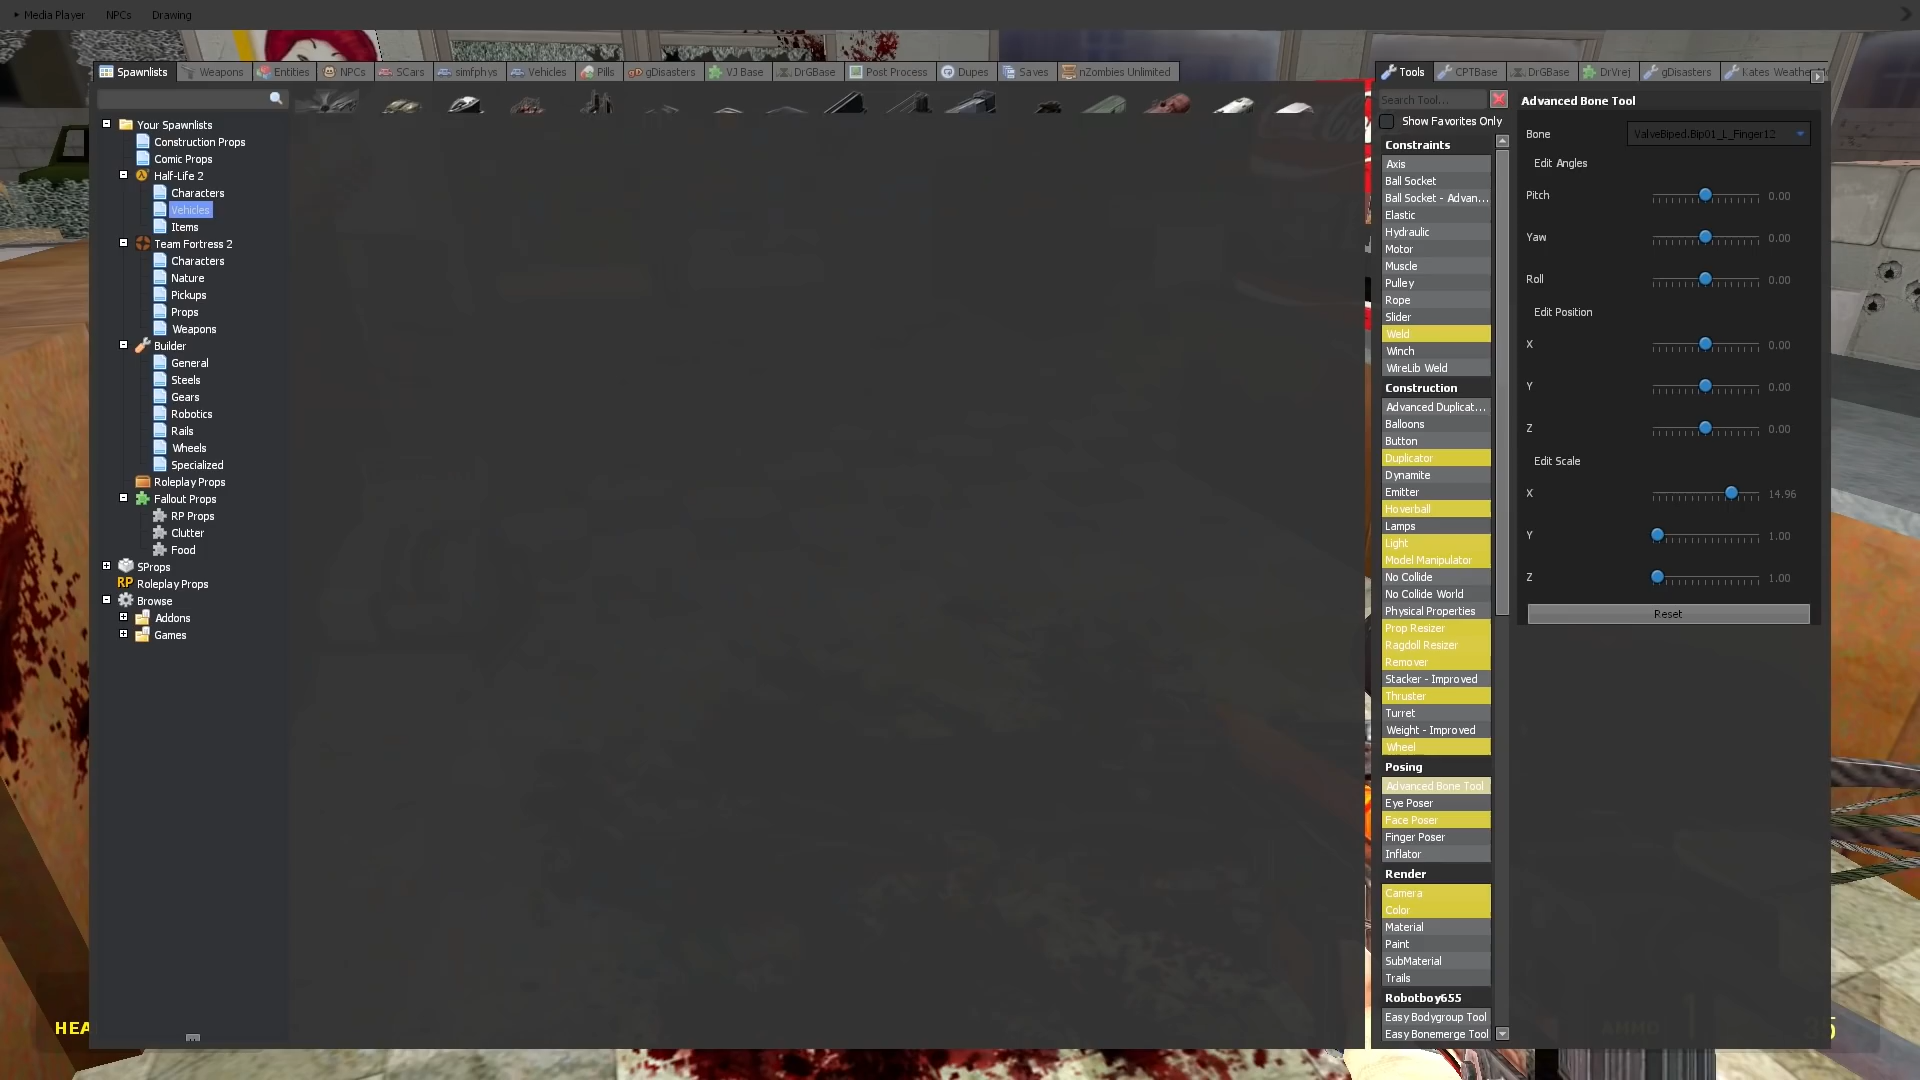 Media Player NPCs Drawing
Spawnlists Weapons Entities NPCs SCars simfphys Vehicles Pills gDisasters VJ Base DrGBase Post Process Dupes Saves nZombies Unlimited
Your Spawnlists
Construction Props
Comic Props
Half-Life 2
Characters
Vehicles
Items
Team Fortress 2
Characters
Nature
Pickups
Props
Weapons
Builder
General
Steels
Gears
Robotics
Rails
Wheels
Specialized
Roleplay Props
Fallout Props
RP Props
Clutter
Food
SProps
RP Roleplay Props
Browse
Addons
Games
Tools CPTBase DrGBase DrVrej gDisasters Kates
Search Tool...
Show Favorites Only
Constraints
Axis
Ball Socket
Ball Socket - Advan...
Elastic
Hydraulic
Motor
Muscle
Pulley
Rope
Slider
Weld
Winch
WireLib Weld
Construction
Advanced Duplicat...
Balloons
Button
Duplicator
Dynamite
Emitter
Hoverball
Lamps
Light
Model Manipulator
No Collide
No Collide World
Physical Properties
Prop Resizer
Ragdoll Resizer
Remover
Stacker - Improved
Thruster
Turret
Weight - Improved
Wheel
Posing
Advanced Bone Tool
Eye Poser
Face Poser
Finger Poser
Inflator
Render
Camera
Color
Material
Paint
SubMaterial
Trails
Robotboy655
Easy Bodygroup Tool
Easy Bonemerge Tool
Advanced Bone Tool
Bone ValveBiped.Bip01_L_Finger12
Edit Angles
Pitch 0.00
Yaw 0.00
Roll 0.00
Edit Position
X 0.00
Y 0.00
Z 0.00
Edit Scale
X 14.96
Y 1.00
Z 1.00
Reset
HEA
AMMO